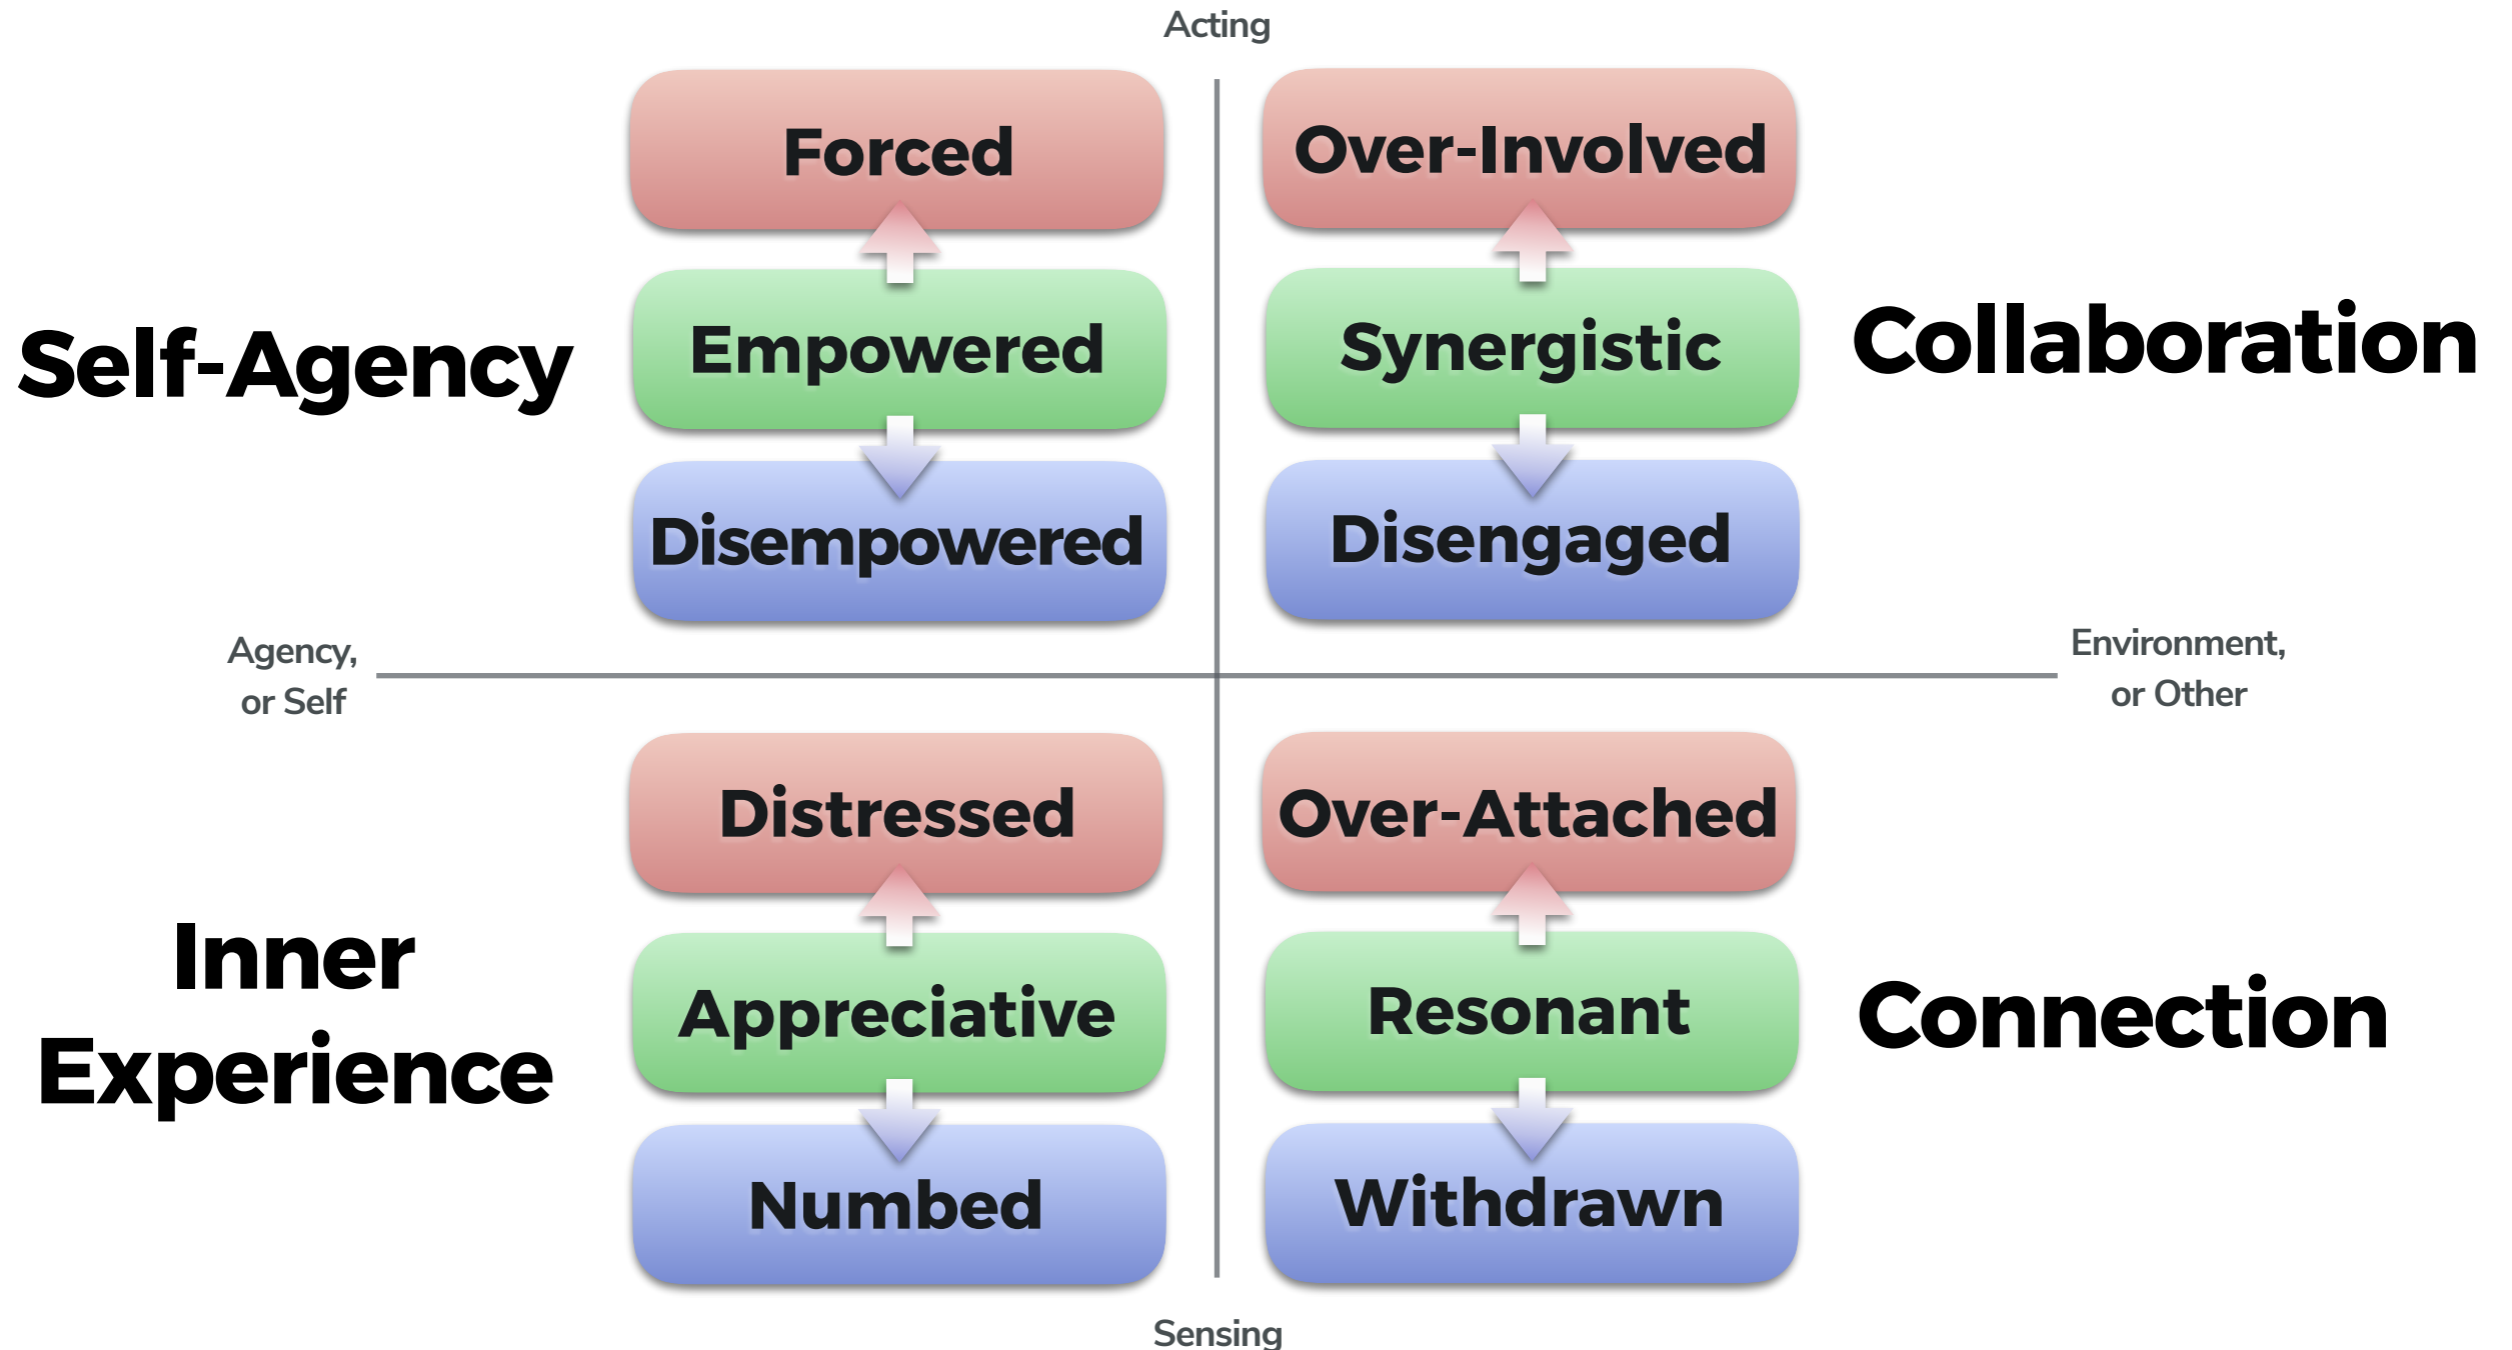 Acting
Forced
Over-Involved
Self-Agency
Empowered
Synergistic
Collaboration
Disempowered
Disengaged
Agency,
or Self
Environment,
or Other
Distressed
Over-Attached
Inner
Experience
Appreciative
Resonant
Connection
Numbed
Withdrawn
Sensing